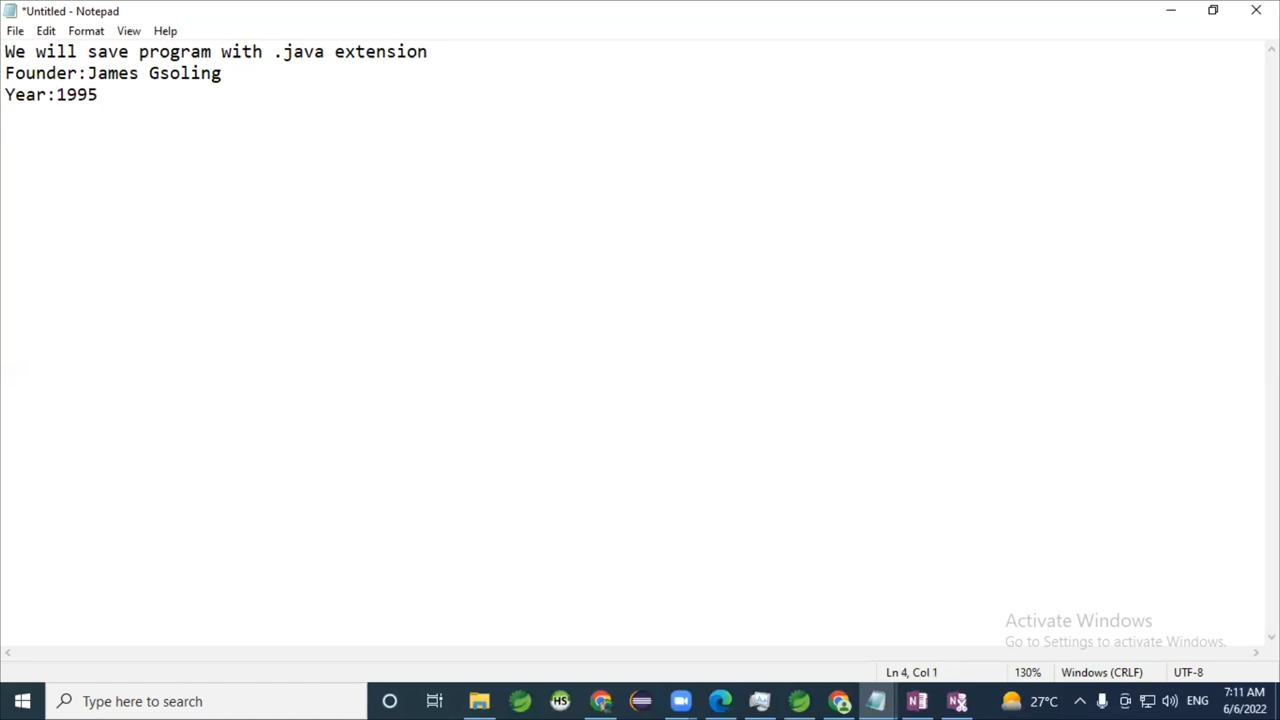 *Untitled - Notepad
File Edit Format View Help
We will save program with .java extension
Founder:James Gsoling
Year:1995
Activate Windows
Go to Settings to activate Windows.
Ln 4, Col 1 130% Windows (CRLF) UTF-8
Type here to search HS 27°C ENG 7:11 AM
6/6/2022